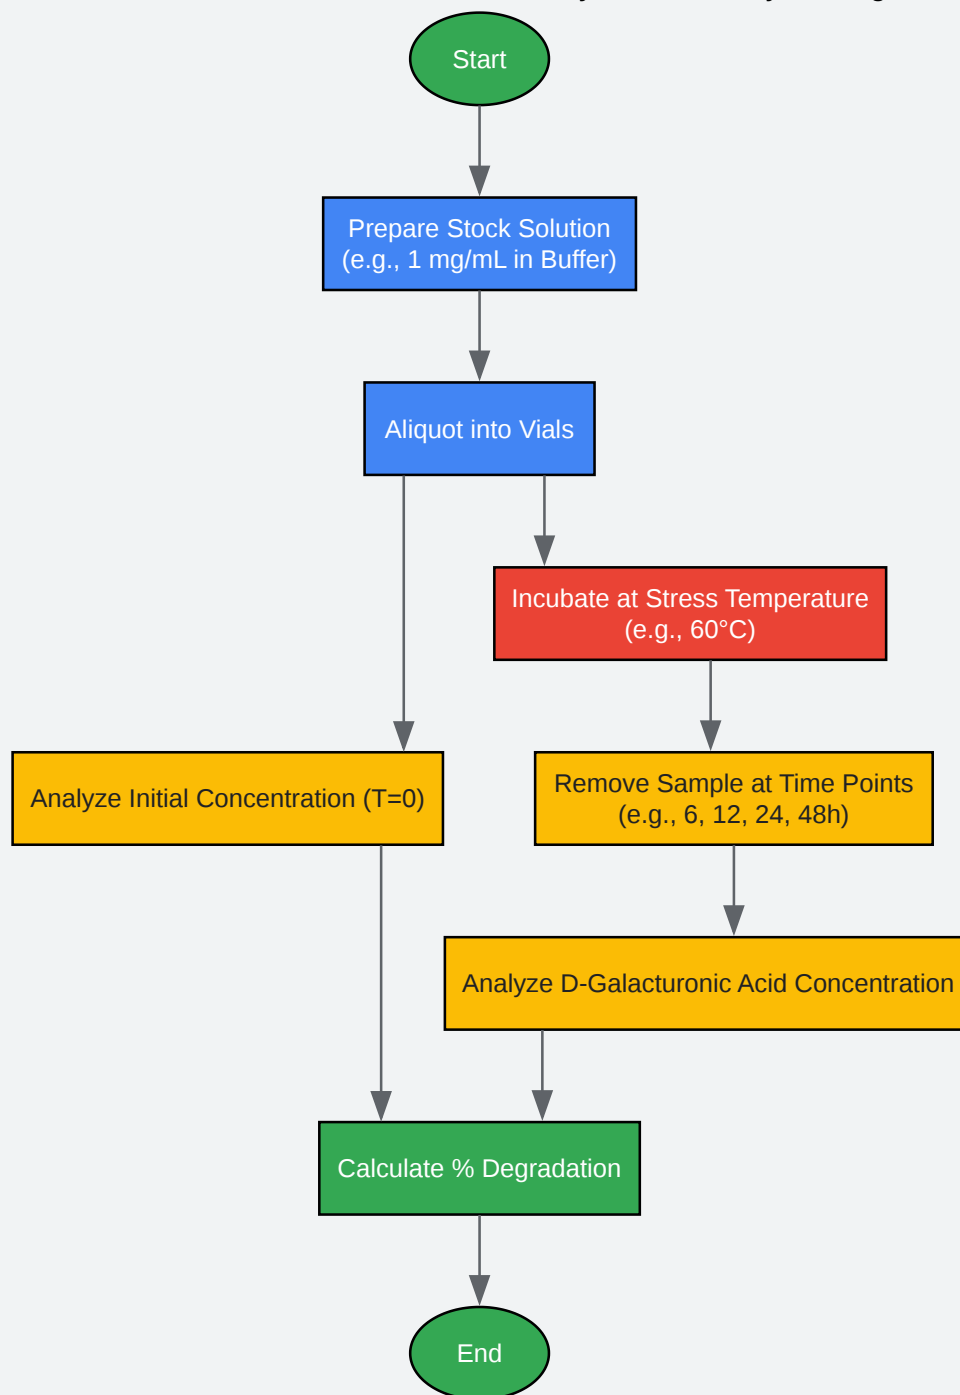 Start
Prepare Stock Solution
(e.g., 1 mg/mL in Buffer)
Aliquot into Vials
Incubate at Stress Temperature
(e.g., 60°C)
Analyze Initial Concentration (T=0)
Remove Sample at Time Points
(e.g., 6, 12, 24, 48h)
Analyze D-Galacturonic Acid Concentration
Calculate % Degradation
End